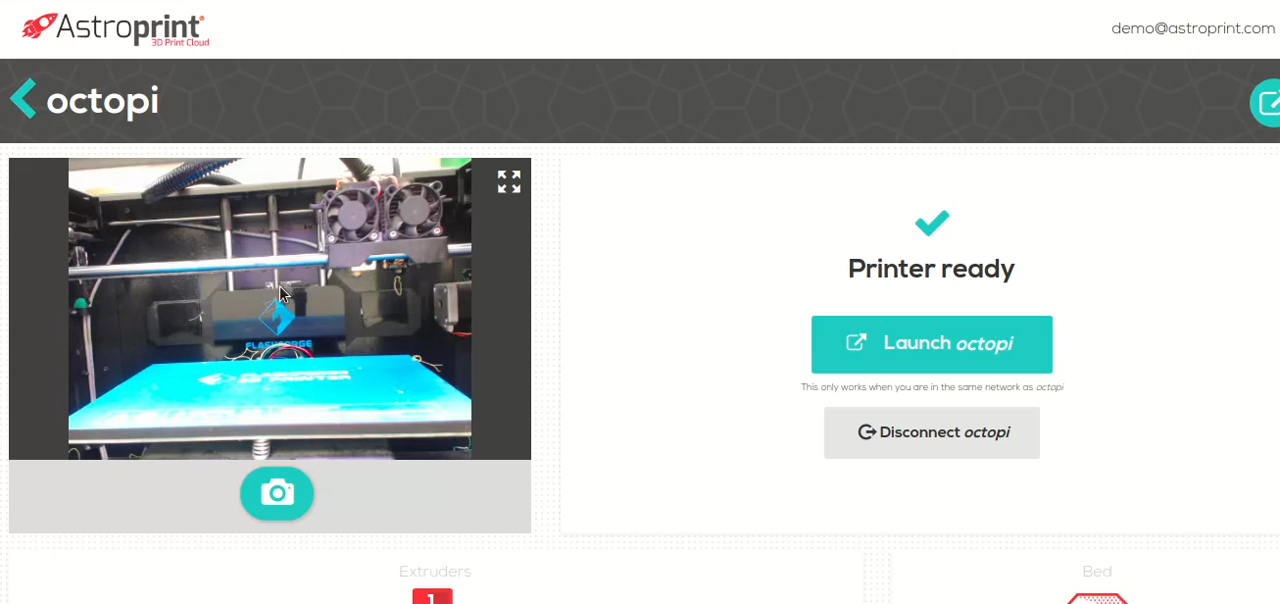 Astroprint®
3D Print Cloud
demo@astroprint.com
octopi
FLASHFORGE
Printer ready
Launch octopi
This only works when you are in the same network as octopi
Disconnect octopi
Extruders
Bed
1